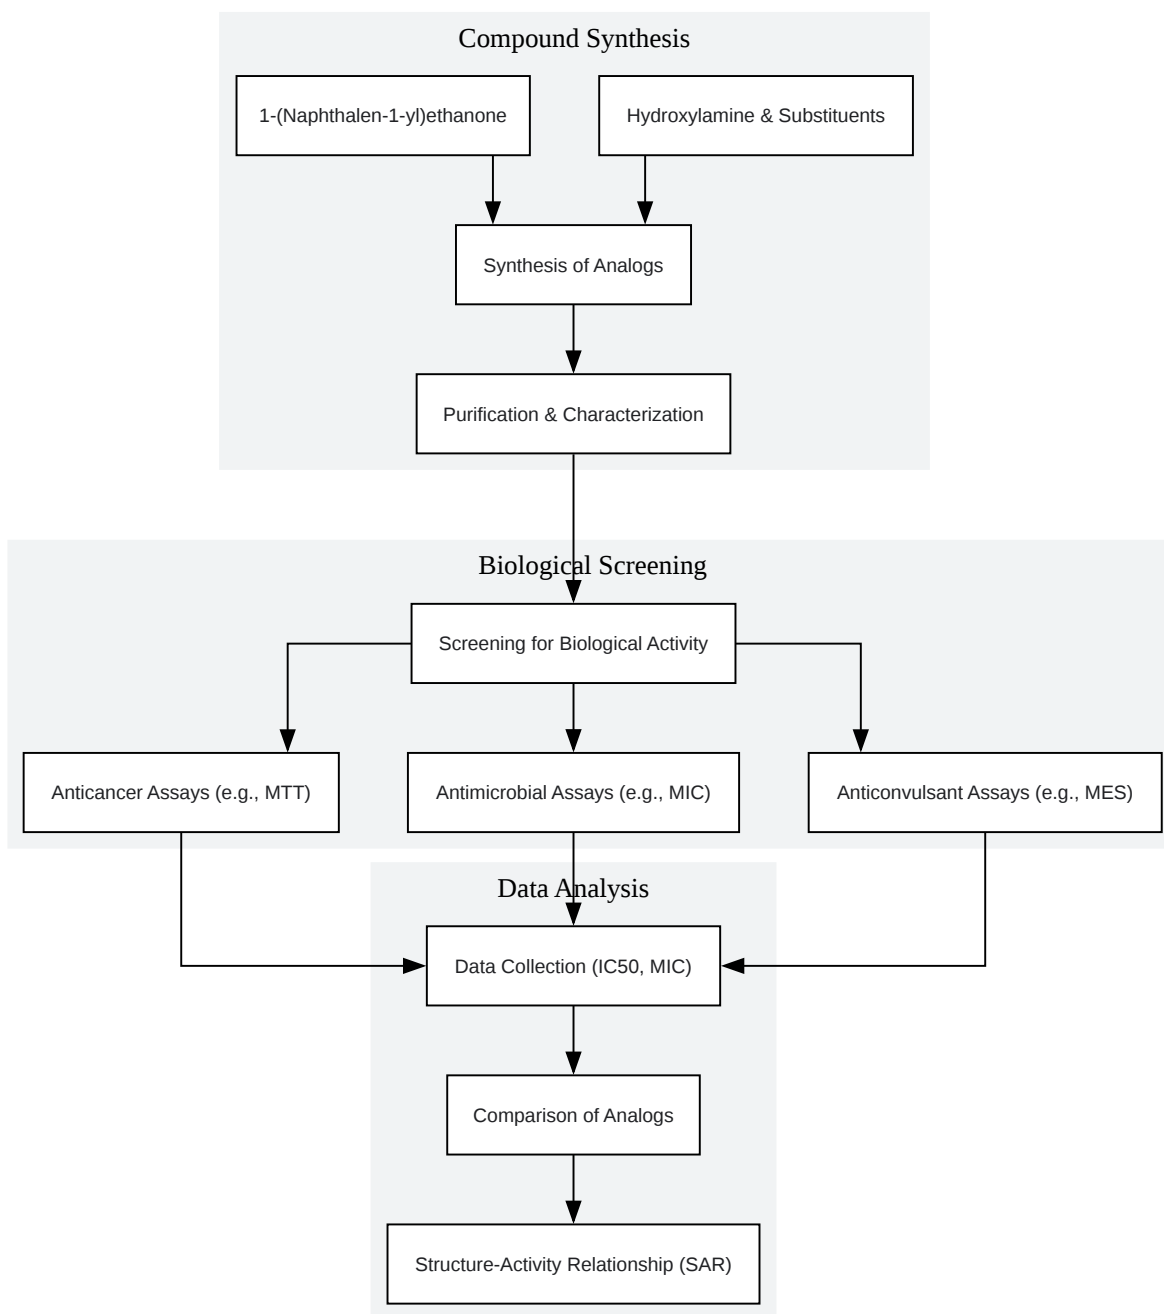 Compound Synthesis
1-(Naphthalen-1-yl)ethanone
Hydroxylamine & Substituents
Synthesis of Analogs
Purification & Characterization
Biological Screening
Screening for Biological Activity
Anticancer Assays (e.g., MTT)
Antimicrobial Assays (e.g., MIC)
Anticonvulsant Assays (e.g., MES)
Data Analysis
Data Collection (IC50, MIC)
Comparison of Analogs
Structure-Activity Relationship (SAR)